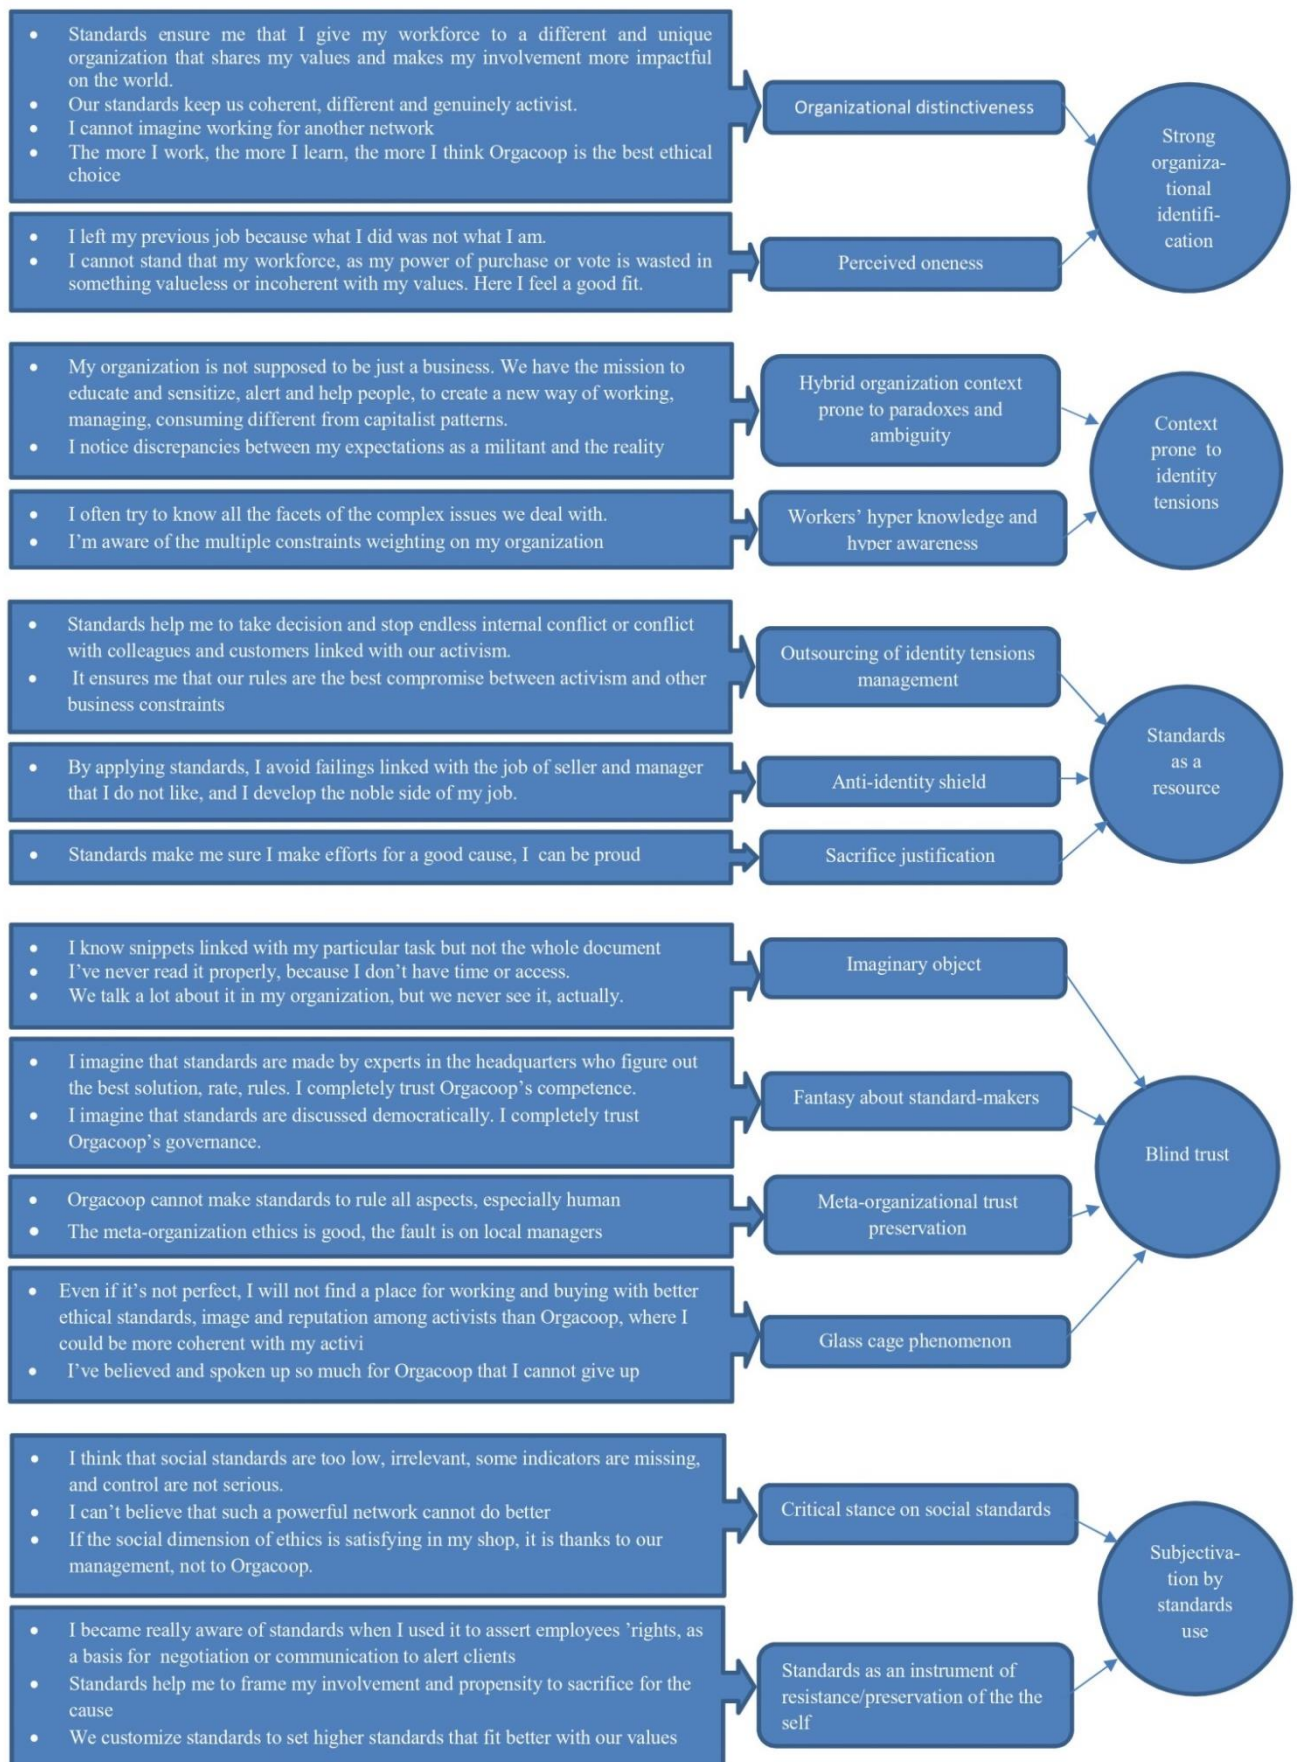 • Standards ensure me that I give my workforce to a different and unique
organization that shares my values and makes my involvement more impactful
on the world.
• Our standards keep us coherent, different and genuinely activist.
• I cannot imagine working for another network
• The more I work, the more I learn, the more I think Orgacoop is the best ethical
choice
Organizational distinctiveness
Strong
organiza-
tional
identifi-
cation
• I left my previous job because what I did was not what I am.
• I cannot stand that my workforce, as my power of purchase or vote is wasted in
something valueless or incoherent with my values. Here I feel a good fit.
Perceived oneness
• My organization is not supposed to be just a business. We have the mission to
educate and sensitize, alert and help people, to create a new way of working,
managing, consuming different from capitalist patterns.
• I notice discrepancies between my expectations as a militant and the reality
Hybrid organization context
prone to paradoxes and
ambiguity
Context
prone to
identity
tensions
• I often try to know all the facets of the complex issues we deal with.
• I'm aware of the multiple constraints weighting on my organization
Workers' hyper knowledge and
hyper awareness
• Standards help me to take decision and stop endless internal conflict or conflict
with colleagues and customers linked with our activism.
• It ensures me that our rules are the best compromise between activism and other
business constraints
Outsourcing of identity tensions
management
Standards
as a
resource
• By applying standards, I avoid failings linked with the job of seller and manager
that I do not like, and I develop the noble side of my job.
Anti-identity shield
• Standards make me sure I make efforts for a good cause, I can be proud
Sacrifice justification
• I know snippets linked with my particular task but not the whole document
• I've never read it properly, because I don't have time or access.
• We talk a lot about it in my organization, but we never see it, actually.
Imaginary object
• I imagine that standards are made by experts in the headquarters who figure out
the best solution, rate, rules. I completely trust Orgacoop's competence.
• I imagine that standards are discussed democratically. I completely trust
Orgacoop's governance.
Fantasy about standard-makers
Blind trust
• Orgacoop cannot make standards to rule all aspects, especially human
• The meta-organization ethics is good, the fault is on local managers
Meta-organizational trust
preservation
• Even if it's not perfect, I will not find a place for working and buying with better
ethical standards, image and reputation among activists than Orgacoop, where I
could be more coherent with my activi
• I've believed and spoken up so much for Orgacoop that I cannot give up
Glass cage phenomenon
• I think that social standards are too low, irrelevant, some indicators are missing,
and control are not serious.
• I can't believe that such a powerful network cannot do better
• If the social dimension of ethics is satisfying in my shop, it is thanks to our
management, not to Orgacoop.
Critical stance on social standards
Subjectiva-
tion by
standards
use
• I became really aware of standards when I used it to assert employees 'rights, as
a basis for negotiation or communication to alert clients
• Standards help me to frame my involvement and propensity to sacrifice for the
cause
• We customize standards to set higher standards that fit better with our values
Standards as an instrument of
resistance/preservation of the the
self